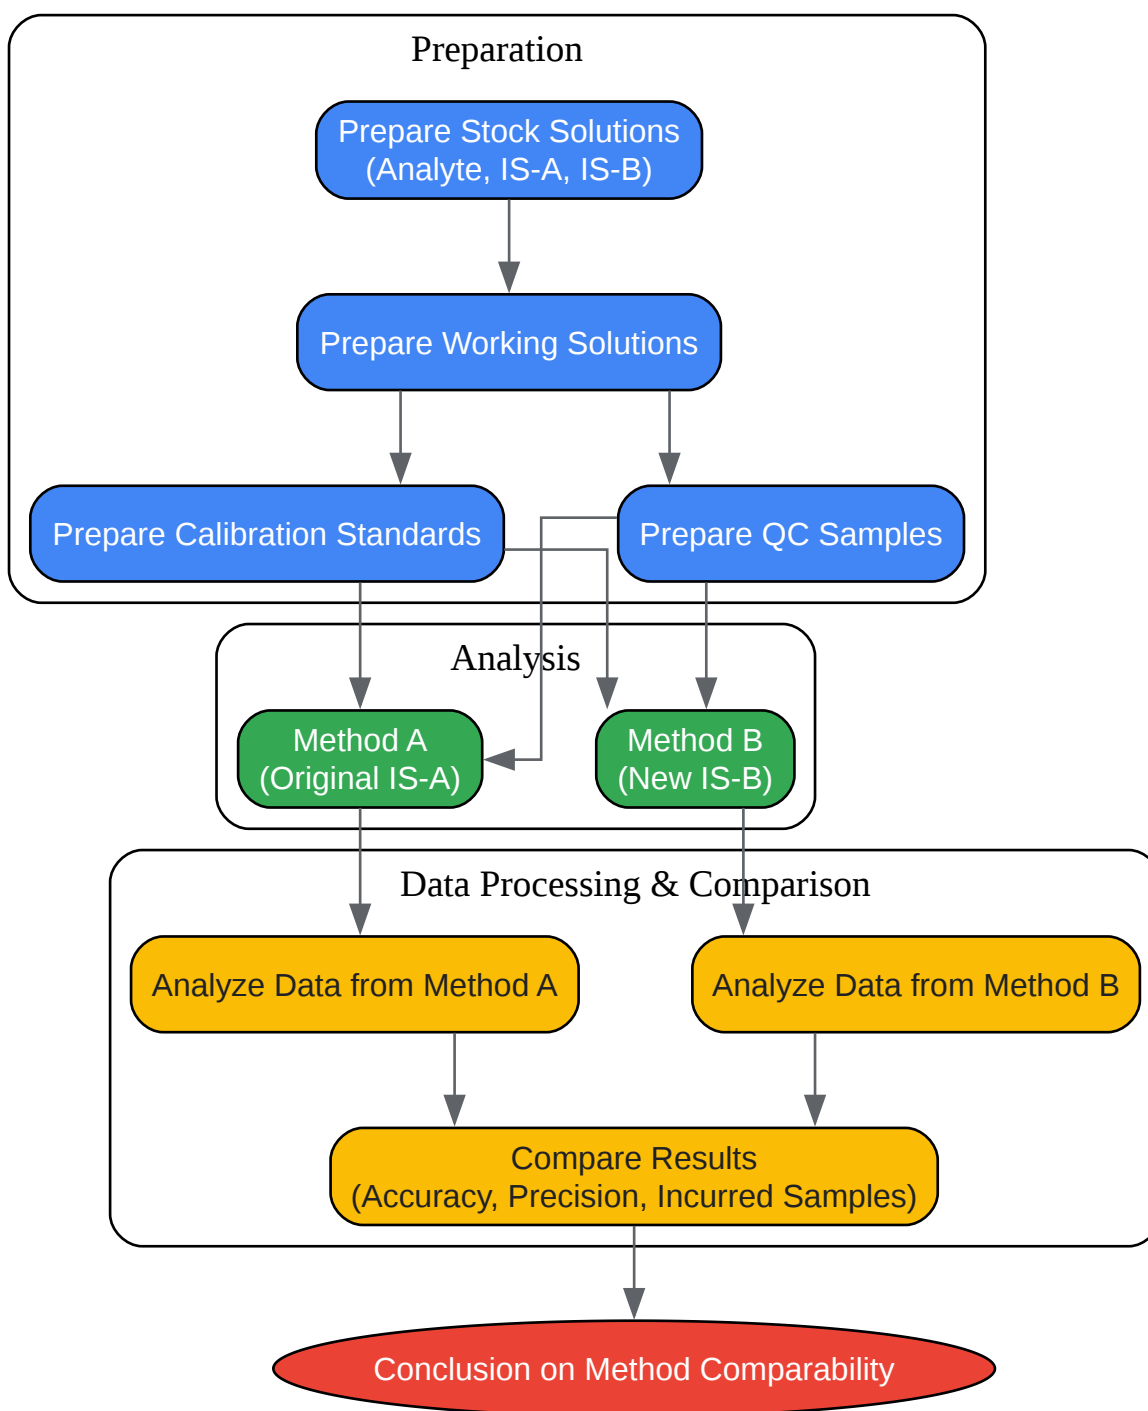 Preparation
Prepare Stock Solutions
(Analyte, IS-A, IS-B)
Prepare Working Solutions
Prepare Calibration Standards
Prepare QC Samples
Analysis
Method A
(Original IS-A)
Method B
(New IS-B)
Data Processing & Comparison
Analyze Data from Method A
Analyze Data from Method B
Compare Results
(Accuracy, Precision, Incurred Samples)
Conclusion on Method Comparability